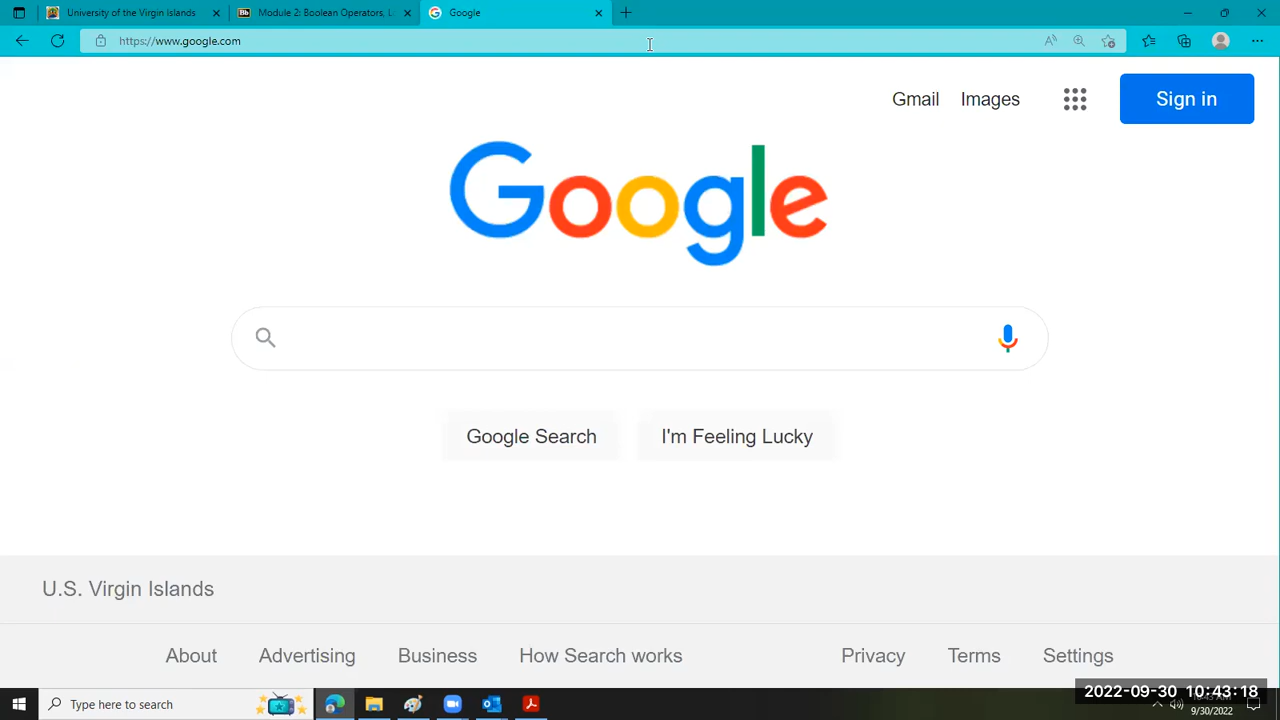 University of the Virgin Islands
Bb Module 2: Boolean Operators, L
Google
https://www.google.com
Gmail Images Sign in
Google
Google Search I'm Feeling Lucky
U.S. Virgin Islands
About Advertising Business How Search works Privacy Terms Settings
Type here to search
2022-09-30 10:43:18
9/30/2022